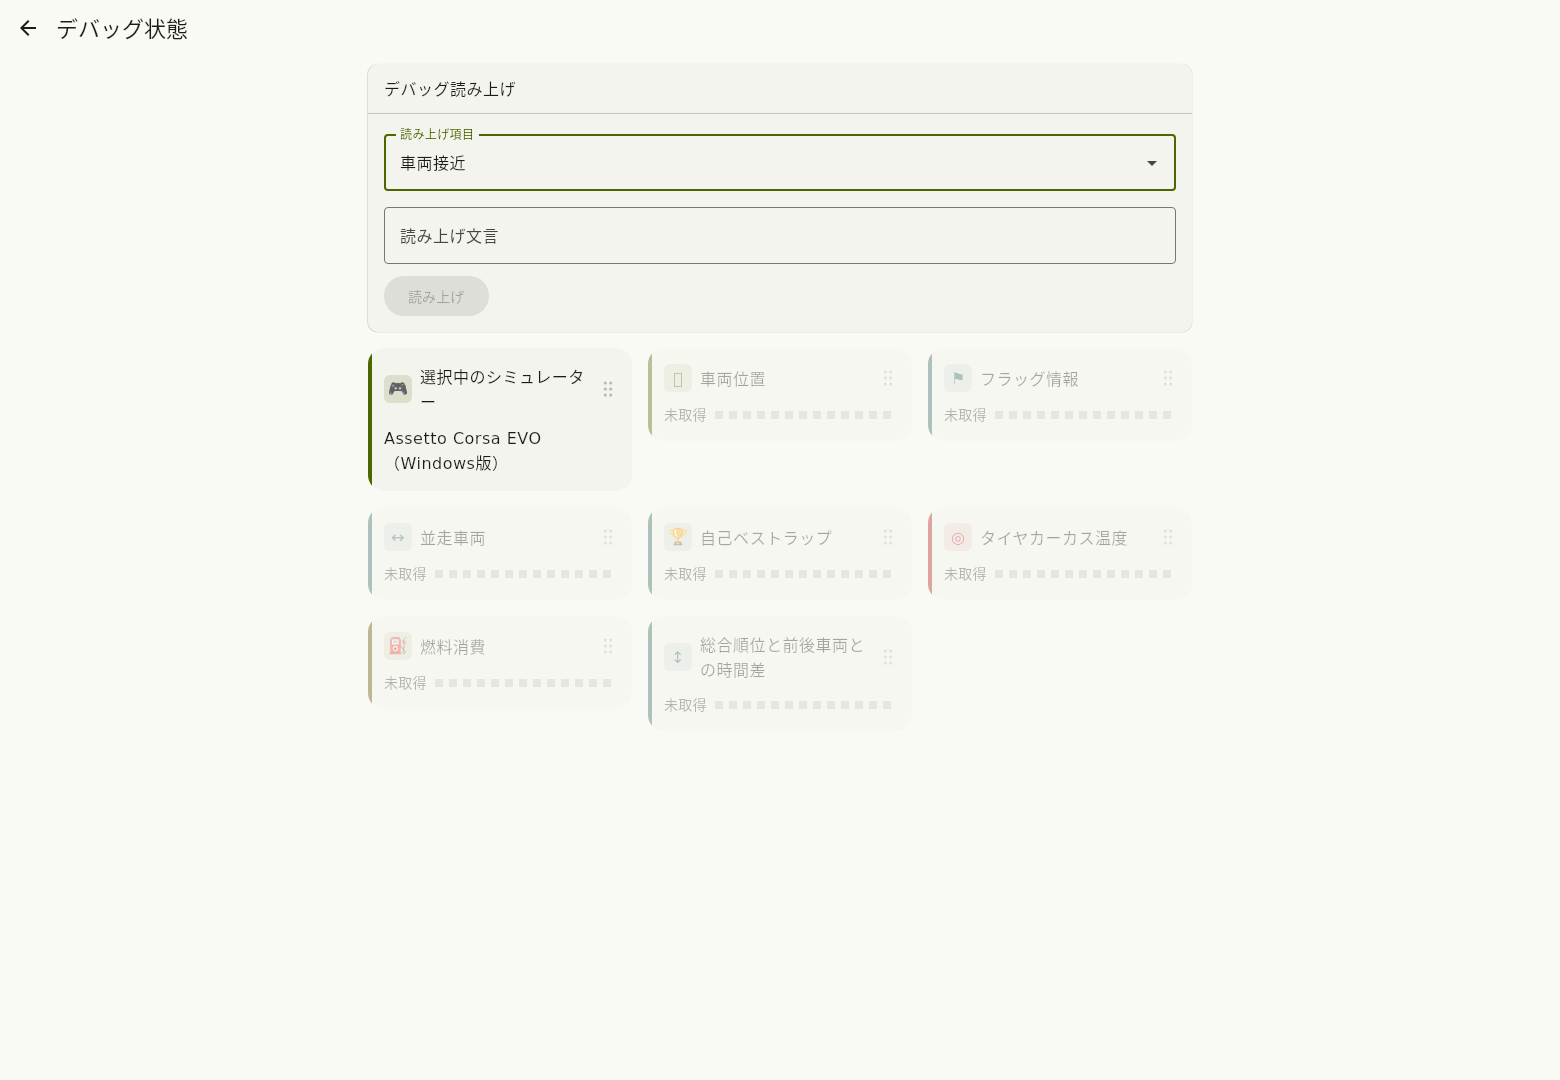 デバッグ状態
デバッグ読み上げ
読み上げ項目
車両接近
読み上げ文言
読み上げ
選択中のシミュレータ
ー
Assetto Corsa EVO
（Windows版）
車両位置
未取得
フラッグ情報
未取得
並走車両
未取得
自己ベストラップ
未取得
タイヤカーカス温度
未取得
燃料消費
未取得
総合順位と前後車両と
の時間差
未取得